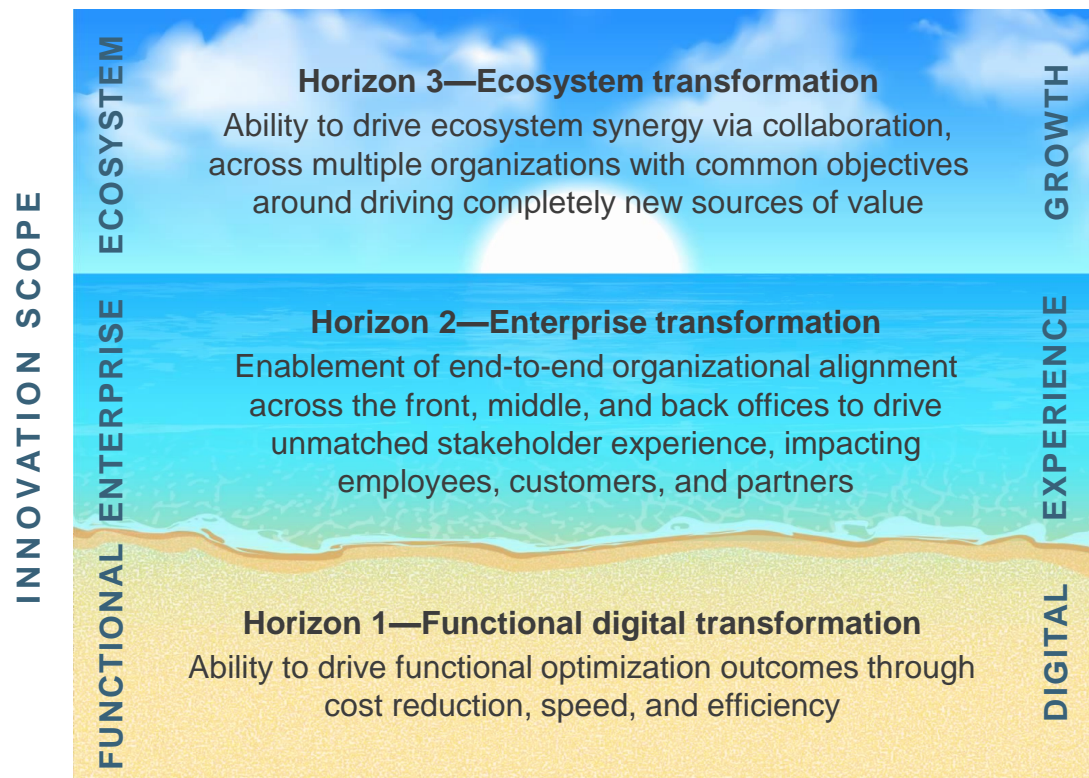 INNOVATION SCOPE
ECOSYSTEM
Horizon 3—Ecosystem transformation
Ability to drive ecosystem synergy via collaboration,
across multiple organizations with common objectives
around driving completely new sources of value
GROWTH
ENTERPRISE
Horizon 2—Enterprise transformation
Enablement of end-to-end organizational alignment
across the front, middle, and back offices to drive
unmatched stakeholder experience, impacting
employees, customers, and partners
EXPERIENCE
FUNCTIONAL
Horizon 1—Functional digital transformation
Ability to drive functional optimization outcomes through
cost reduction, speed, and efficiency
DIGITAL